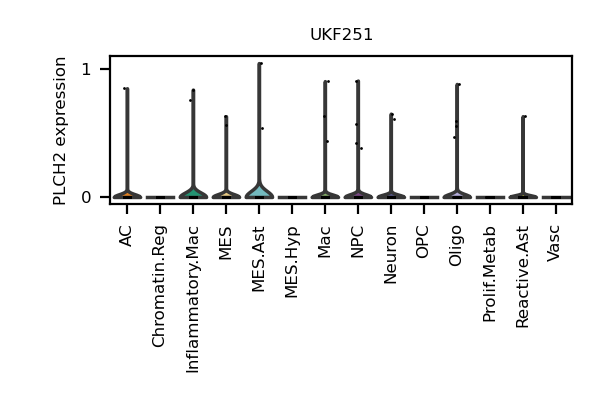 UKF251
PLCH2 expression
1
0
AC
Chromatin.Reg
Inflammatory.Mac
MES
MES.Ast
MES.Hyp
Mac
NPC
Neuron
OPC
Oligo
Prolif.Metab
Reactive.Ast
Vasc